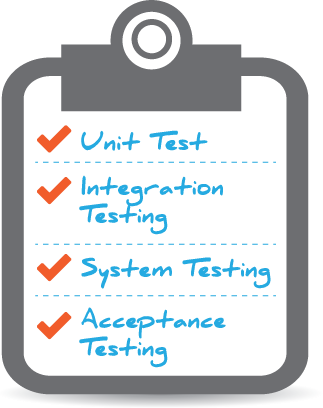 Unit Test
Integration
Testing
System Testing
Acceptance
Testing